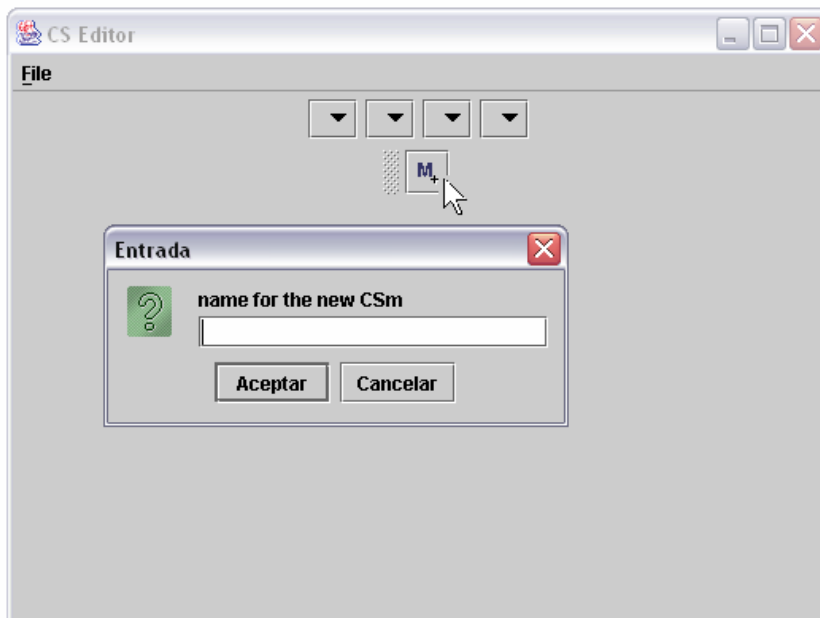 CS Editor
File
M+
Entrada
name for the new CSm
Aceptar
Cancelar